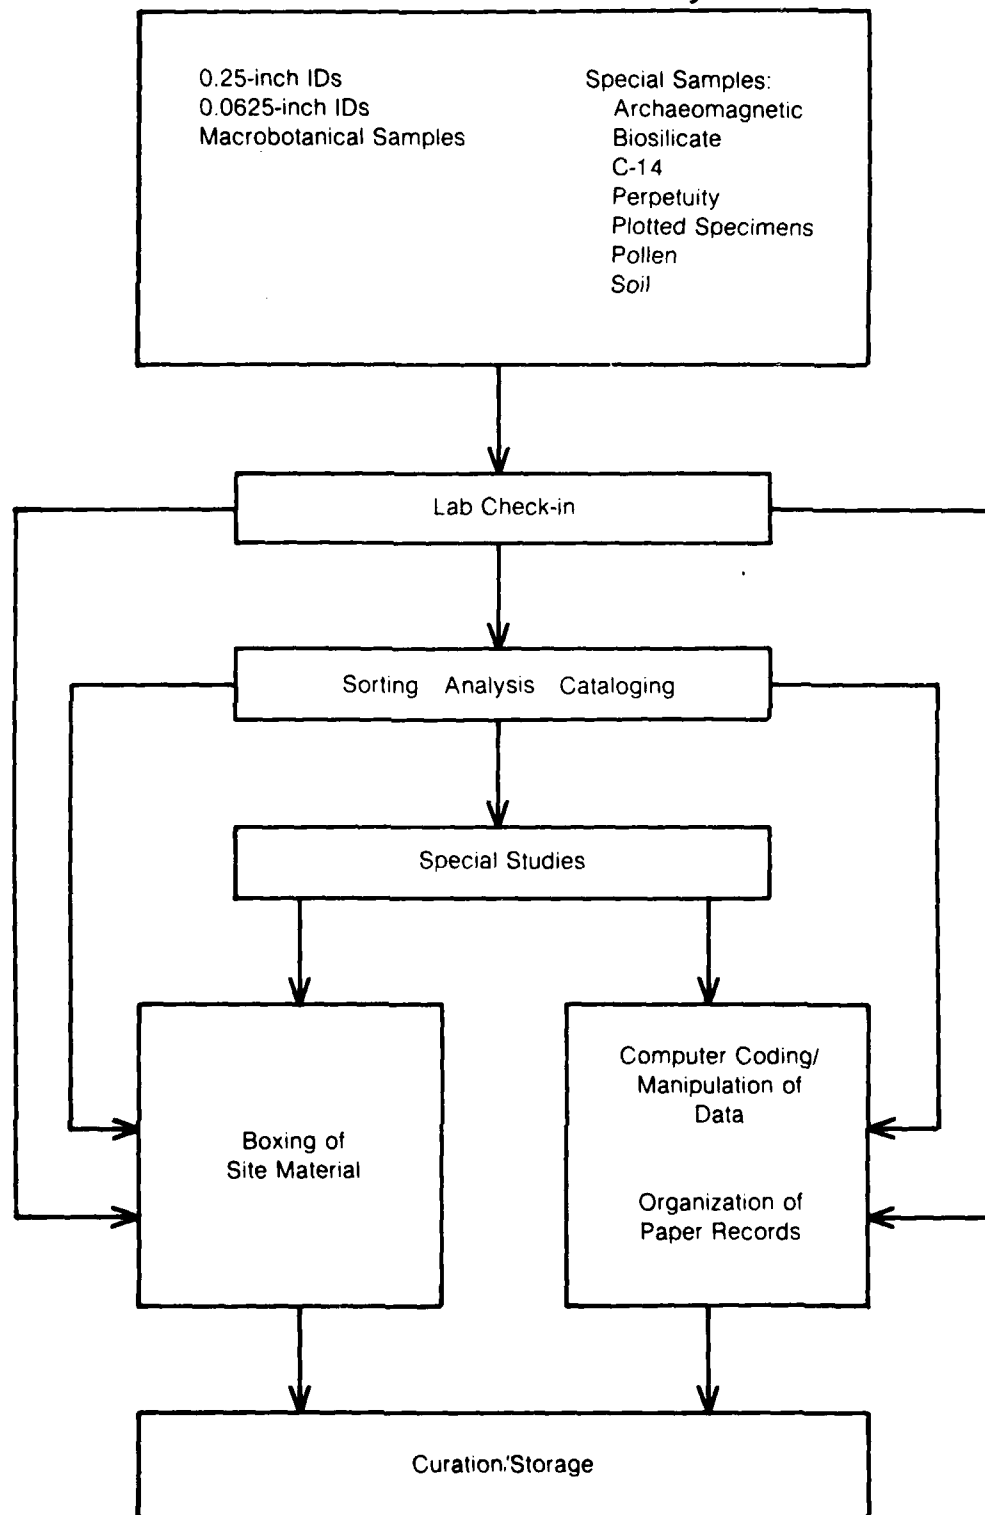 0.25-inch IDs
0.0625-inch IDs
Macrobotanical Samples
Special Samples:
Archaeomagnetic
Biosilicate
C-14
Perpetuity
Plotted Specimens
Pollen
Soil
Lab Check-in
Sorting Analysis Cataloging
Special Studies
Boxing of
Site Material
Computer Coding/
Manipulation of
Data
Organization of
Paper Records
Curation/Storage